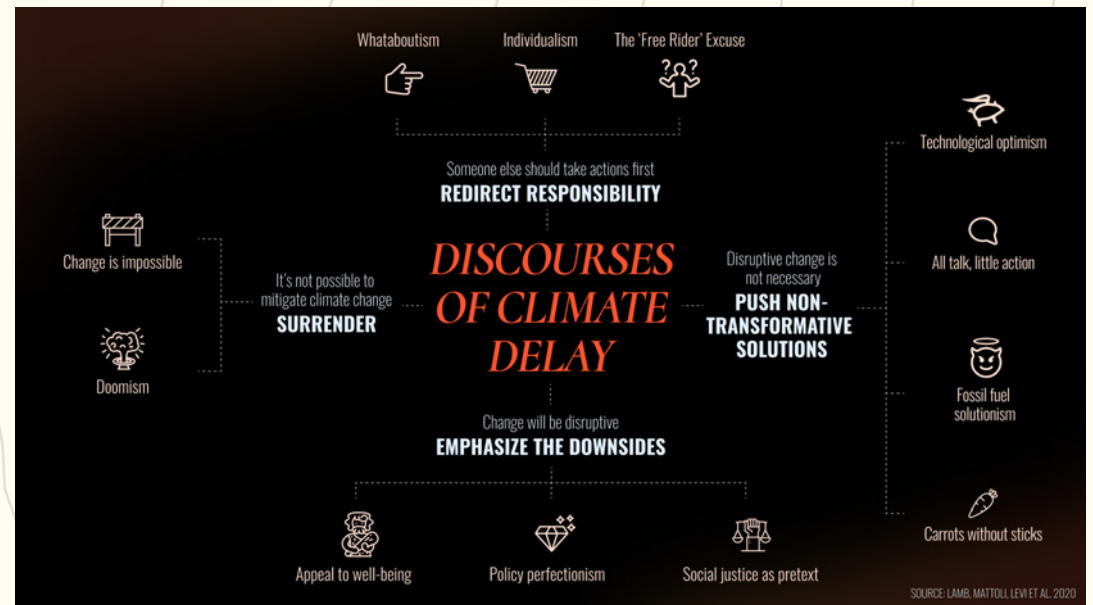 Whataboutism
Individualism
The 'Free Rider' Excuse
Someone else should take actions first
REDIRECT RESPONSIBILITY
DISCOURSES
OF CLIMATE
DELAY
It's not possible to
mitigate climate change
SURRENDER
Change is impossible
Doomism
Disruptive change is
not necessary
PUSH NON-
TRANSFORMATIVE
SOLUTIONS
Technological optimism
All talk, little action
Fossil fuel
solutionism
Carrots without sticks
Change will be disruptive
EMPHASIZE THE DOWNSIDES
Appeal to well-being
Policy perfectionism
Social justice as pretext
SOURCE: LAMB, MATTOLI, LEVI ET AL. 2020